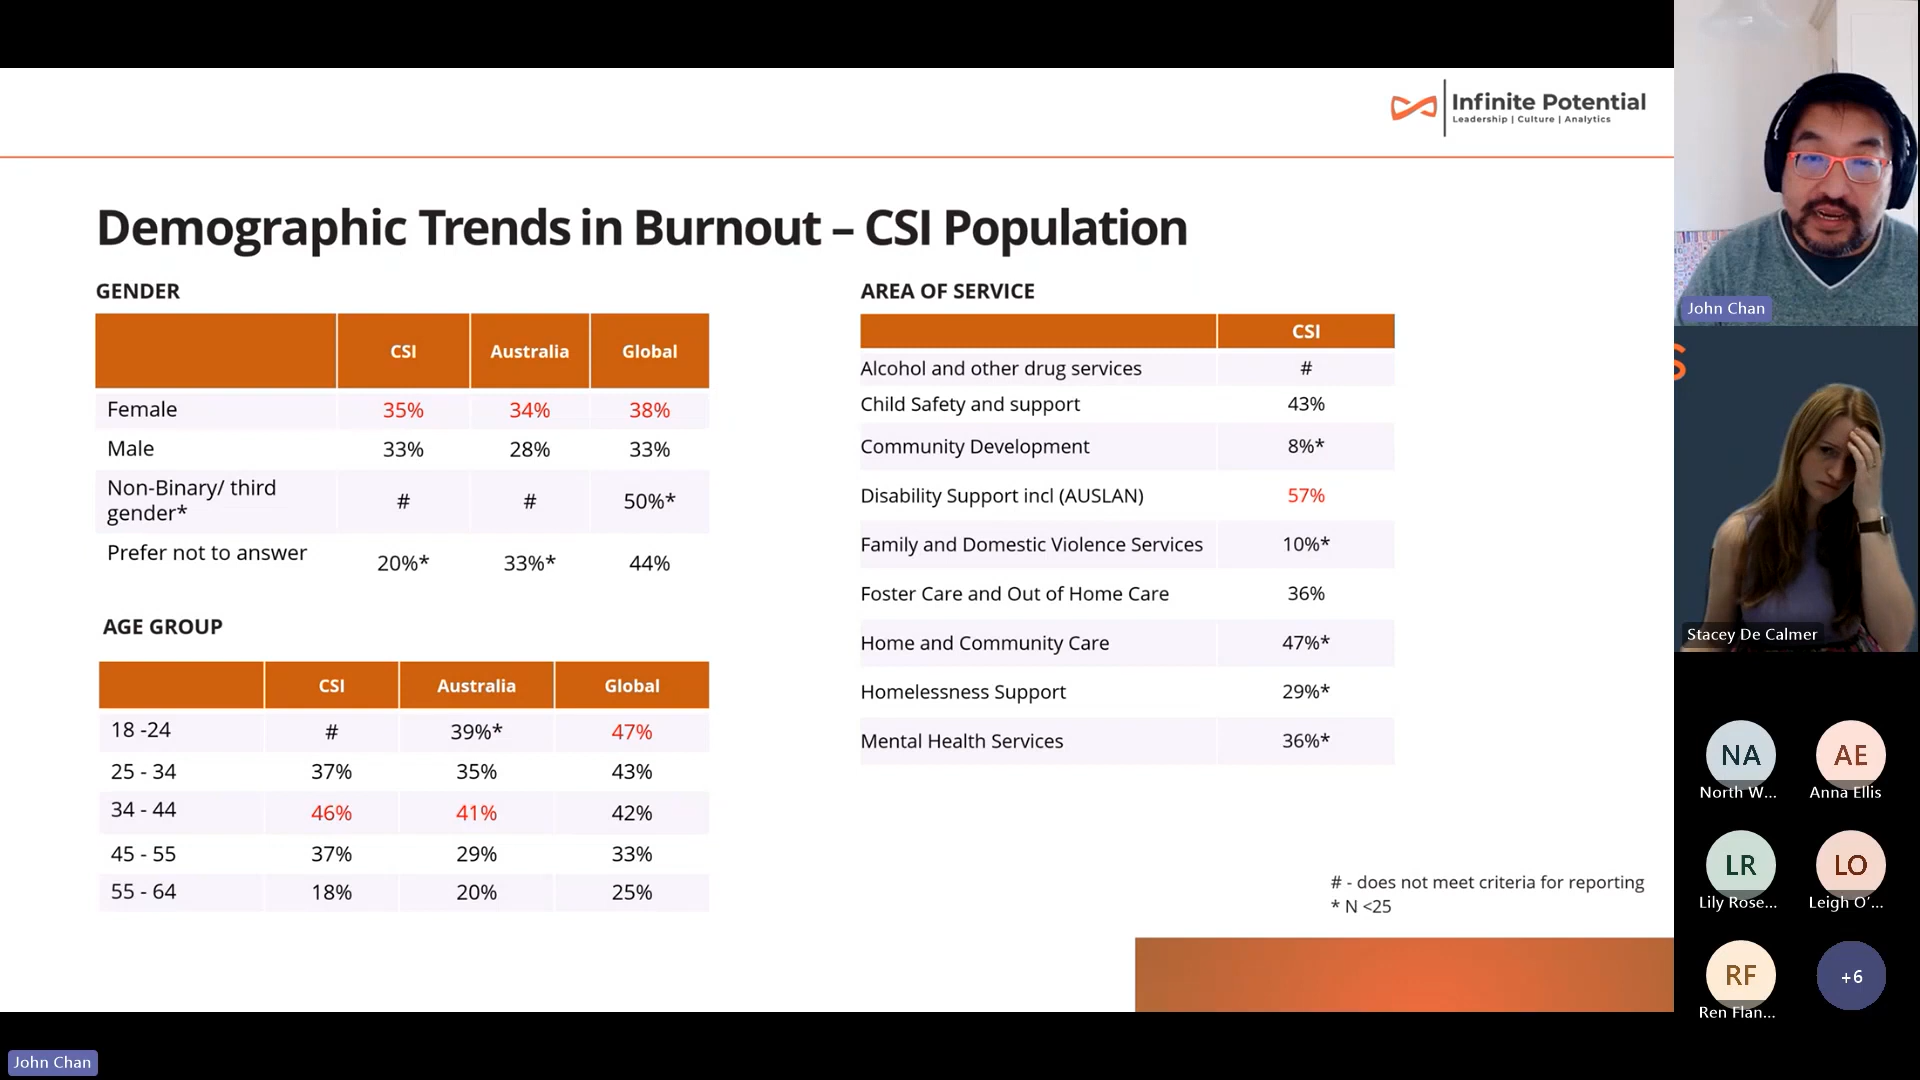 Infinite Potential
Leadership | Culture | Analytics
Demographic Trends in Burnout – CSI Population
GENDER
CSI Australia Global
Female 35% 34% 38%
Male 33% 28% 33%
Non-Binary/ third
gender* # # 50%*
Prefer not to answer 20%* 33%* 44%
AGE GROUP
CSI Australia Global
18 -24 # 39%* 47%
25 - 34 37% 35% 43%
34 - 44 46% 41% 42%
45 - 55 37% 29% 33%
55 - 64 18% 20% 25%
AREA OF SERVICE
CSI
Alcohol and other drug services #
Child Safety and support 43%
Community Development 8%*
Disability Support incl (AUSLAN) 57%
Family and Domestic Violence Services 10%*
Foster Care and Out of Home Care 36%
Home and Community Care 47%*
Homelessness Support 29%*
Mental Health Services 36%*
# - does not meet criteria for reporting
* N <25
John Chan
S
Stacey De Calmer
NA AE
North W... Anna Ellis
LR LO
Lily Rose... Leigh O’...
RF +6
Ren Flan...
John Chan